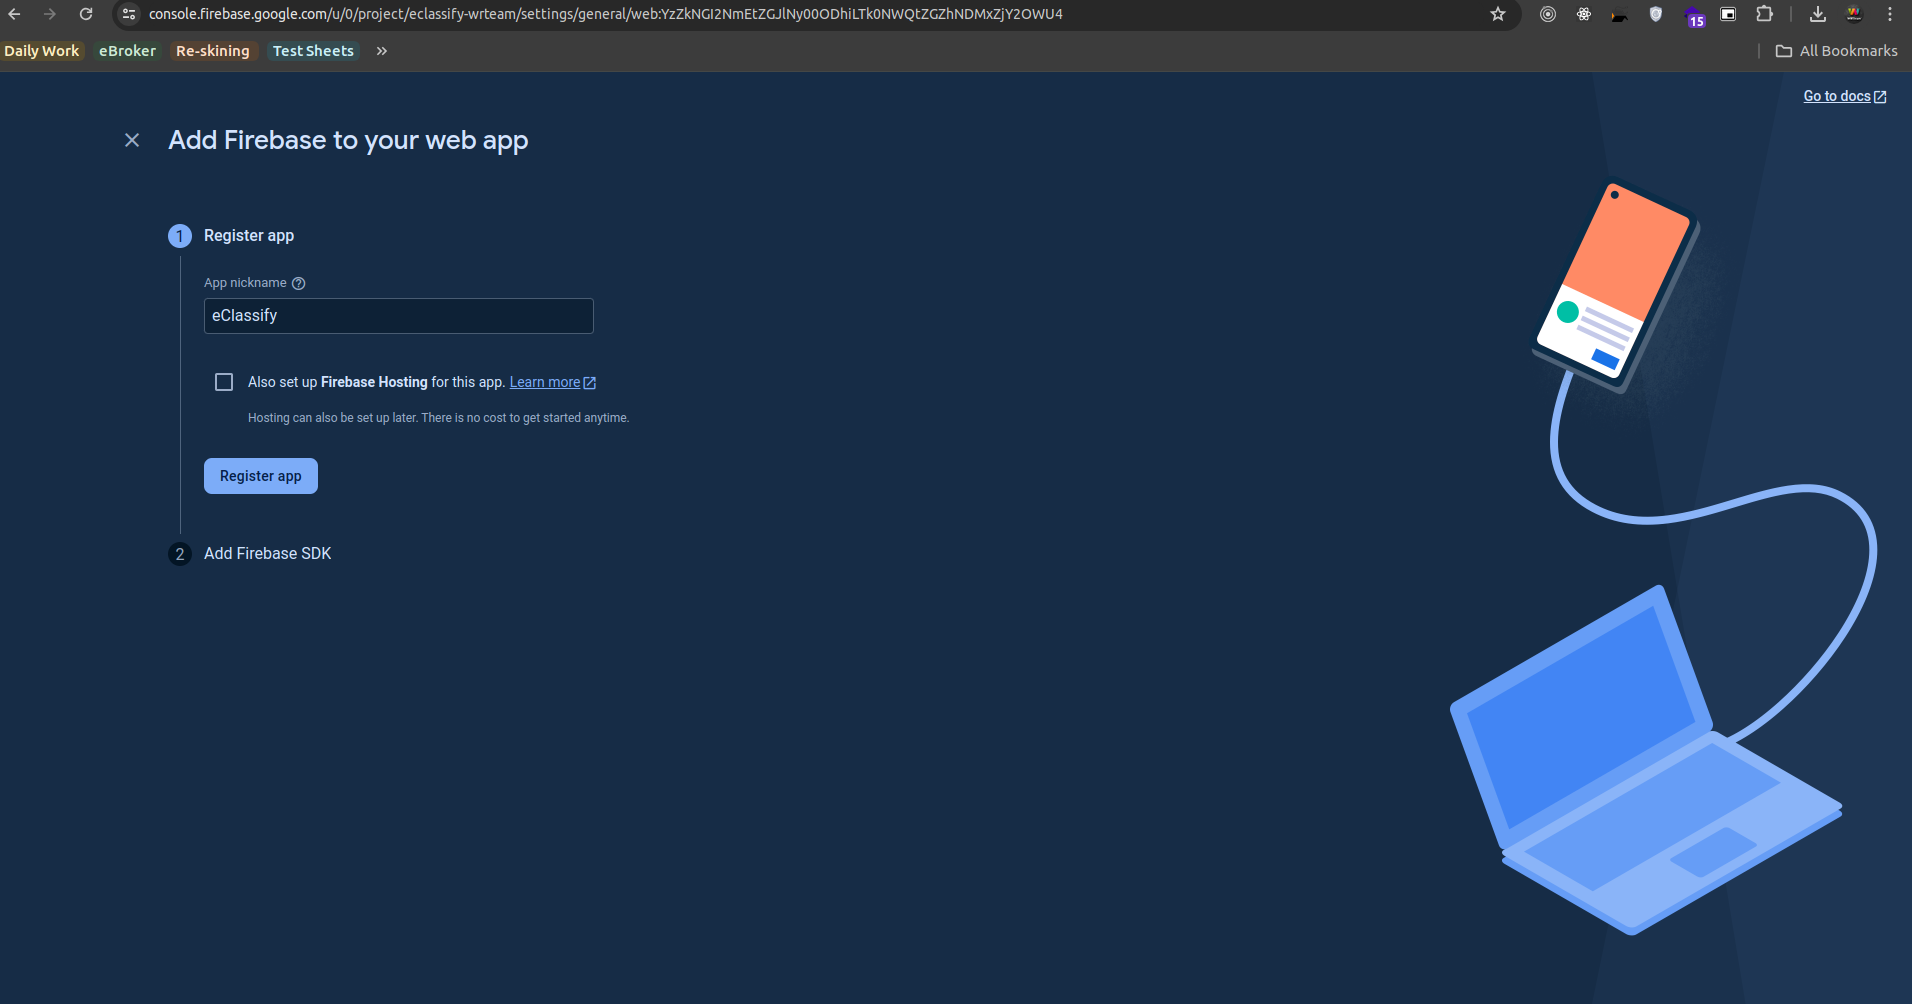 console.firebase.google.com/u/0/project/eclassify-wrteam/settings/general/web:YzZkNGI2NmEtZGJlNy00ODhiLTk0NWQtZGZhNDMxZjY2OWU4
15
Daily Work eBroker Re-skining Test Sheets » All Bookmarks
Go to docs
Add Firebase to your web app
1 Register app
App nickname
eClassify
Also set up Firebase Hosting for this app. Learn more
Hosting can also be set up later. There is no cost to get started anytime.
Register app
2 Add Firebase SDK